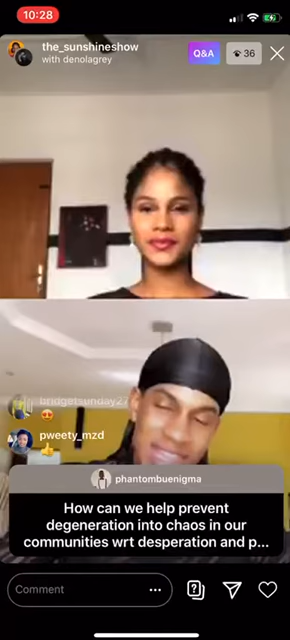 10:28
the_sunshineshow
with denolagrey
Q&A
36
bridgetsunday27
pweety_mzd
phantombuenigma
How can we help prevent
degeneration into chaos in our
communities wrt desperation and p...
Comment